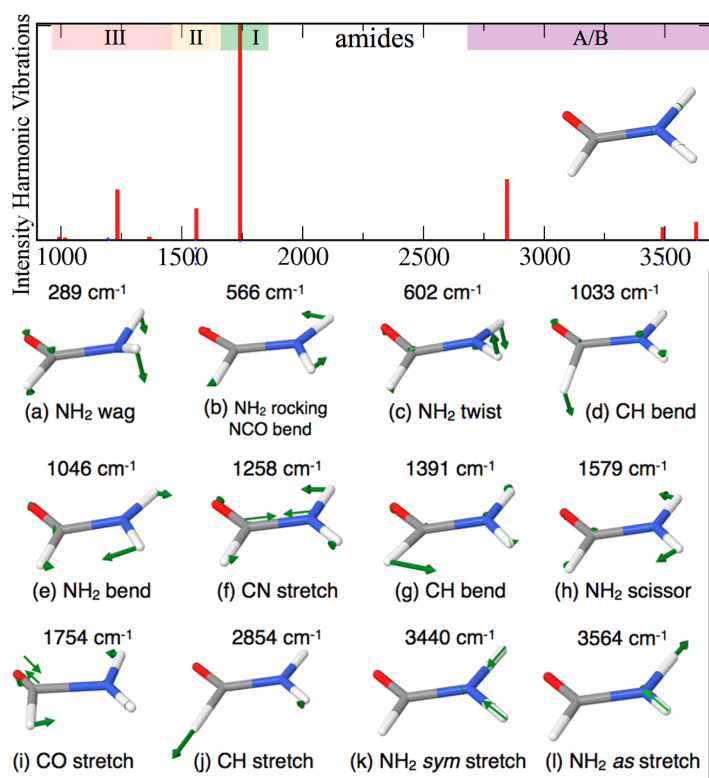 III II I amides A/B
Intensity Harmonic Vibrations
1000 1500 2000 2500 3000 3500
289 cm-1 566 cm-1 602 cm-1 1033 cm-1
(a) NH2 wag (b) NH2 rocking NCO bend (c) NH2 twist (d) CH bend
1046 cm-1 1258 cm-1 1391 cm-1 1579 cm-1
(e) NH2 bend (f) CN stretch (g) CH bend (h) NH2 scissor
1754 cm-1 2854 cm-1 3440 cm-1 3564 cm-1
(i) CO stretch (j) CH stretch (k) NH2 sym stretch (l) NH2 as stretch